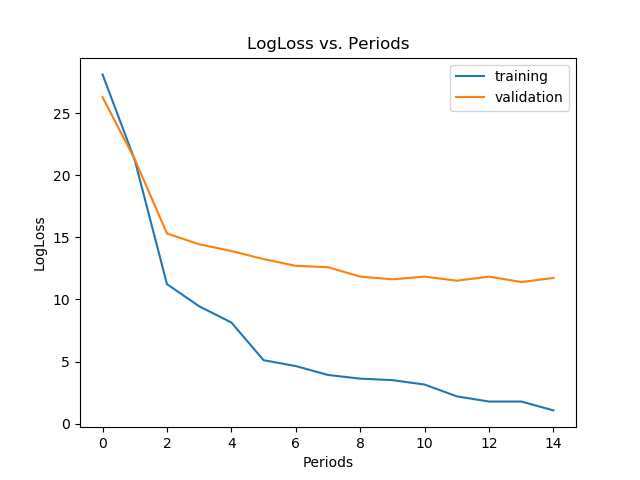 LogLoss vs. Periods
training
validation
LogLoss
25
20
15
10
5
0
0 2 4 6 8 10 12 14
Periods